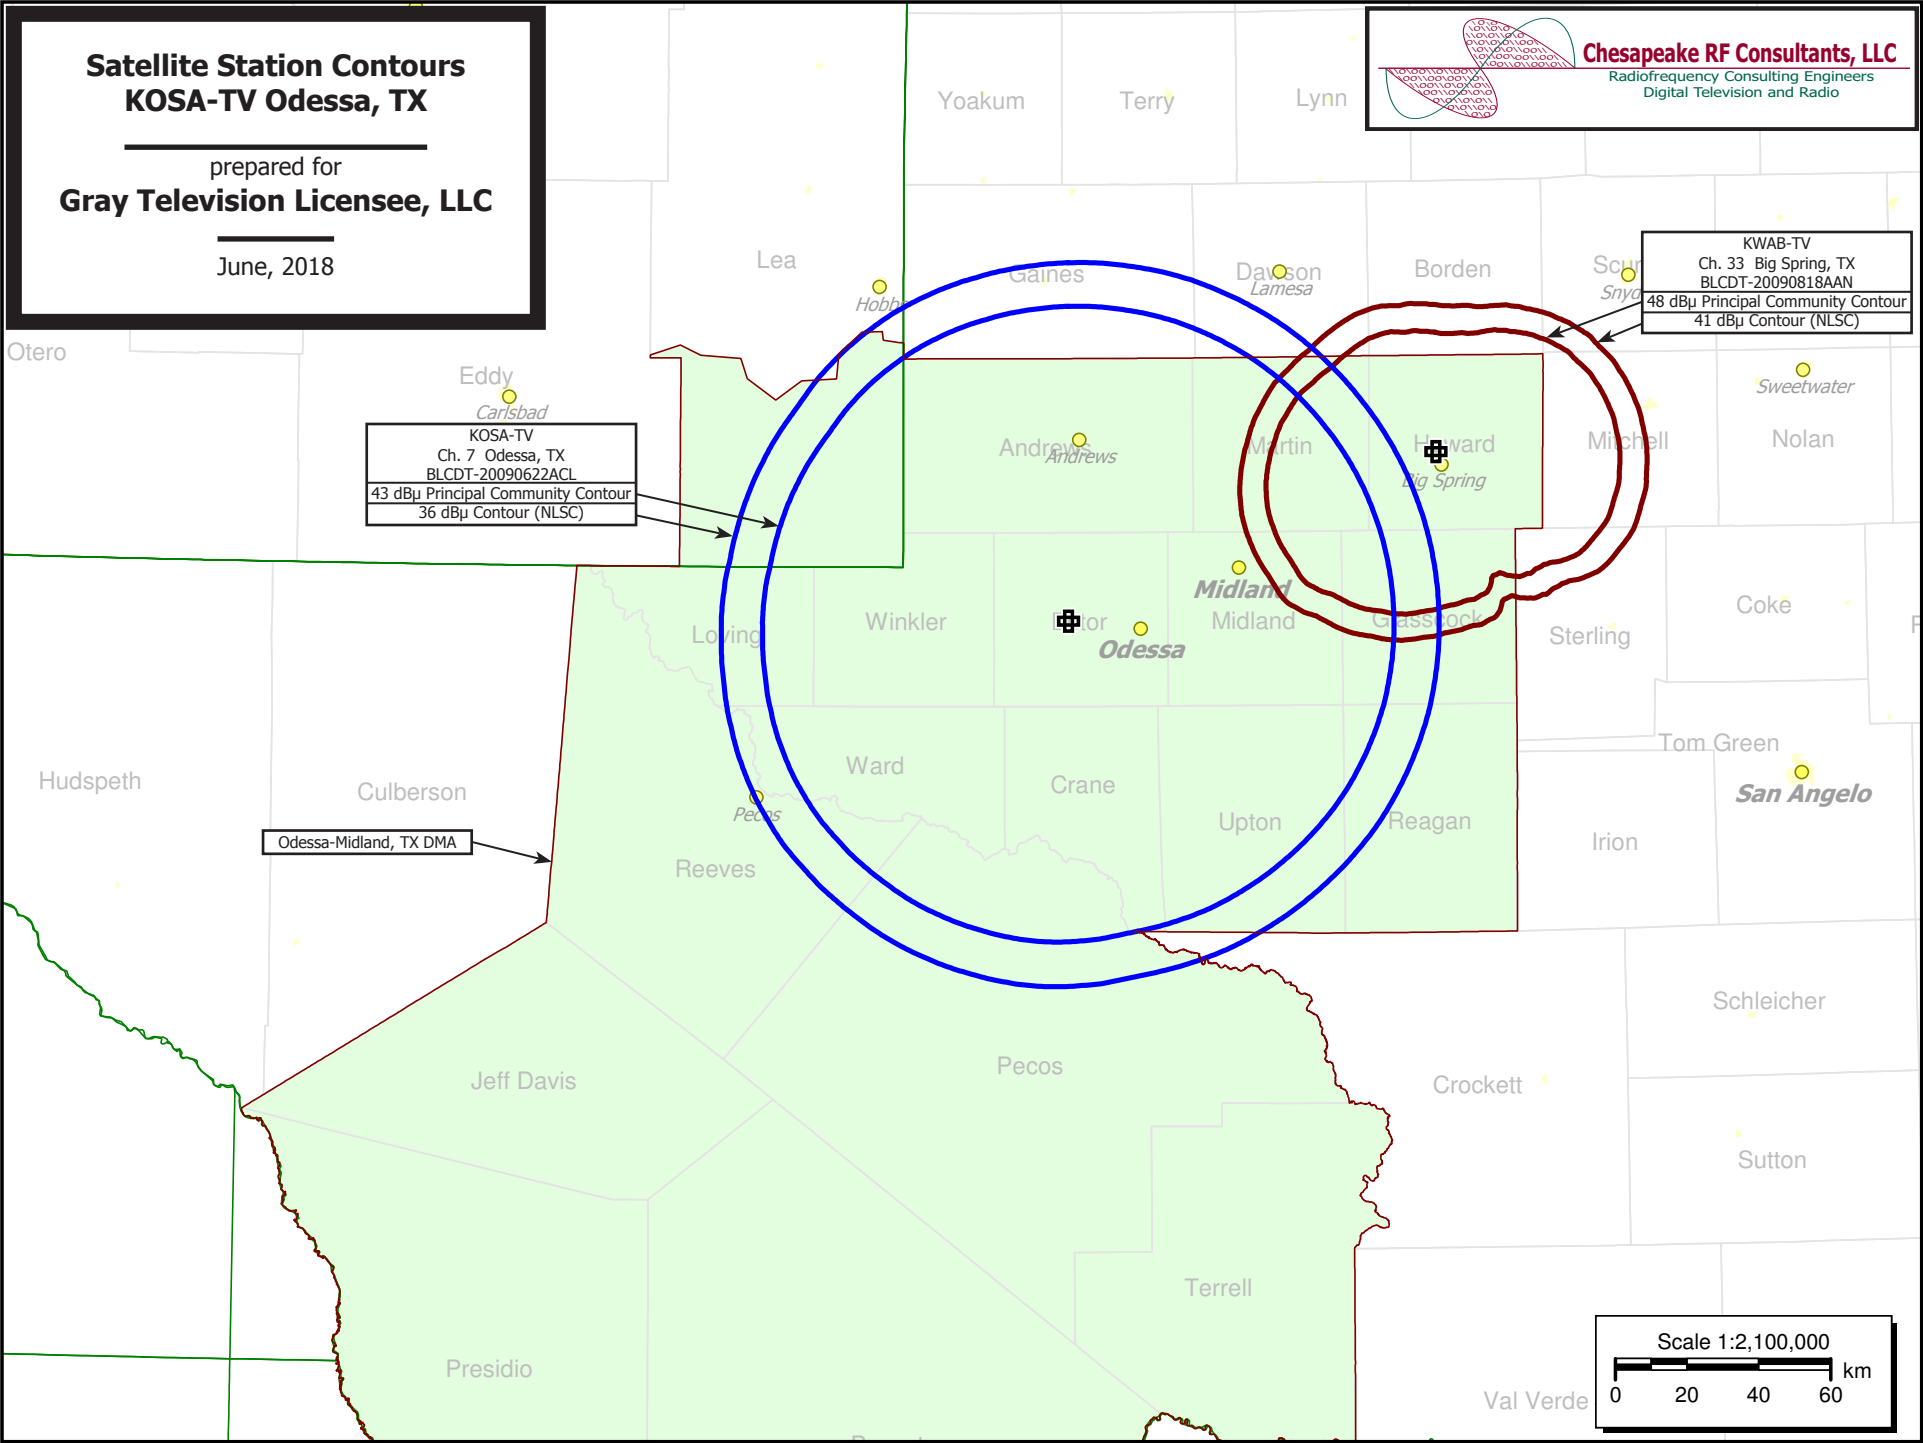 Satellite Station Contours
KOSA-TV Odessa, TX
prepared for
Gray Television Licensee, LLC
June, 2018
Chesapeake RF Consultants, LLC
Radiofrequency Consulting Engineers
Digital Television and Radio
Yoakum
Terry
Lynn
Lea
Gaines
Dawson
Lamesa
Borden
Hobbs
KWAB-TV
Ch. 33 Big Spring, TX
BLCDT-20090818AAN
48 dBµ Principal Community Contour
41 dBµ Contour (NLSC)
Otero
Eddy
Carlsbad
Sweetwater
KOSA-TV
Ch. 7 Odessa, TX
BLCDT-20090622ACL
43 dBµ Principal Community Contour
36 dBµ Contour (NLSC)
Andrews
Andrews
Martin
Howard
Big Spring
Mitchell
Nolan
Midland
Loving
Winkler
Ector
Odessa
Midland
Glasscock
Sterling
Coke
Hudspeth
Culberson
Ward
Crane
Upton
Reagan
Tom Green
San Angelo
Irion
Pecos
Odessa-Midland, TX DMA
Reeves
Schleicher
Jeff Davis
Pecos
Crockett
Sutton
Terrell
Presidio
Val Verde
Scale 1:2,100,000
km
0 20 40 60